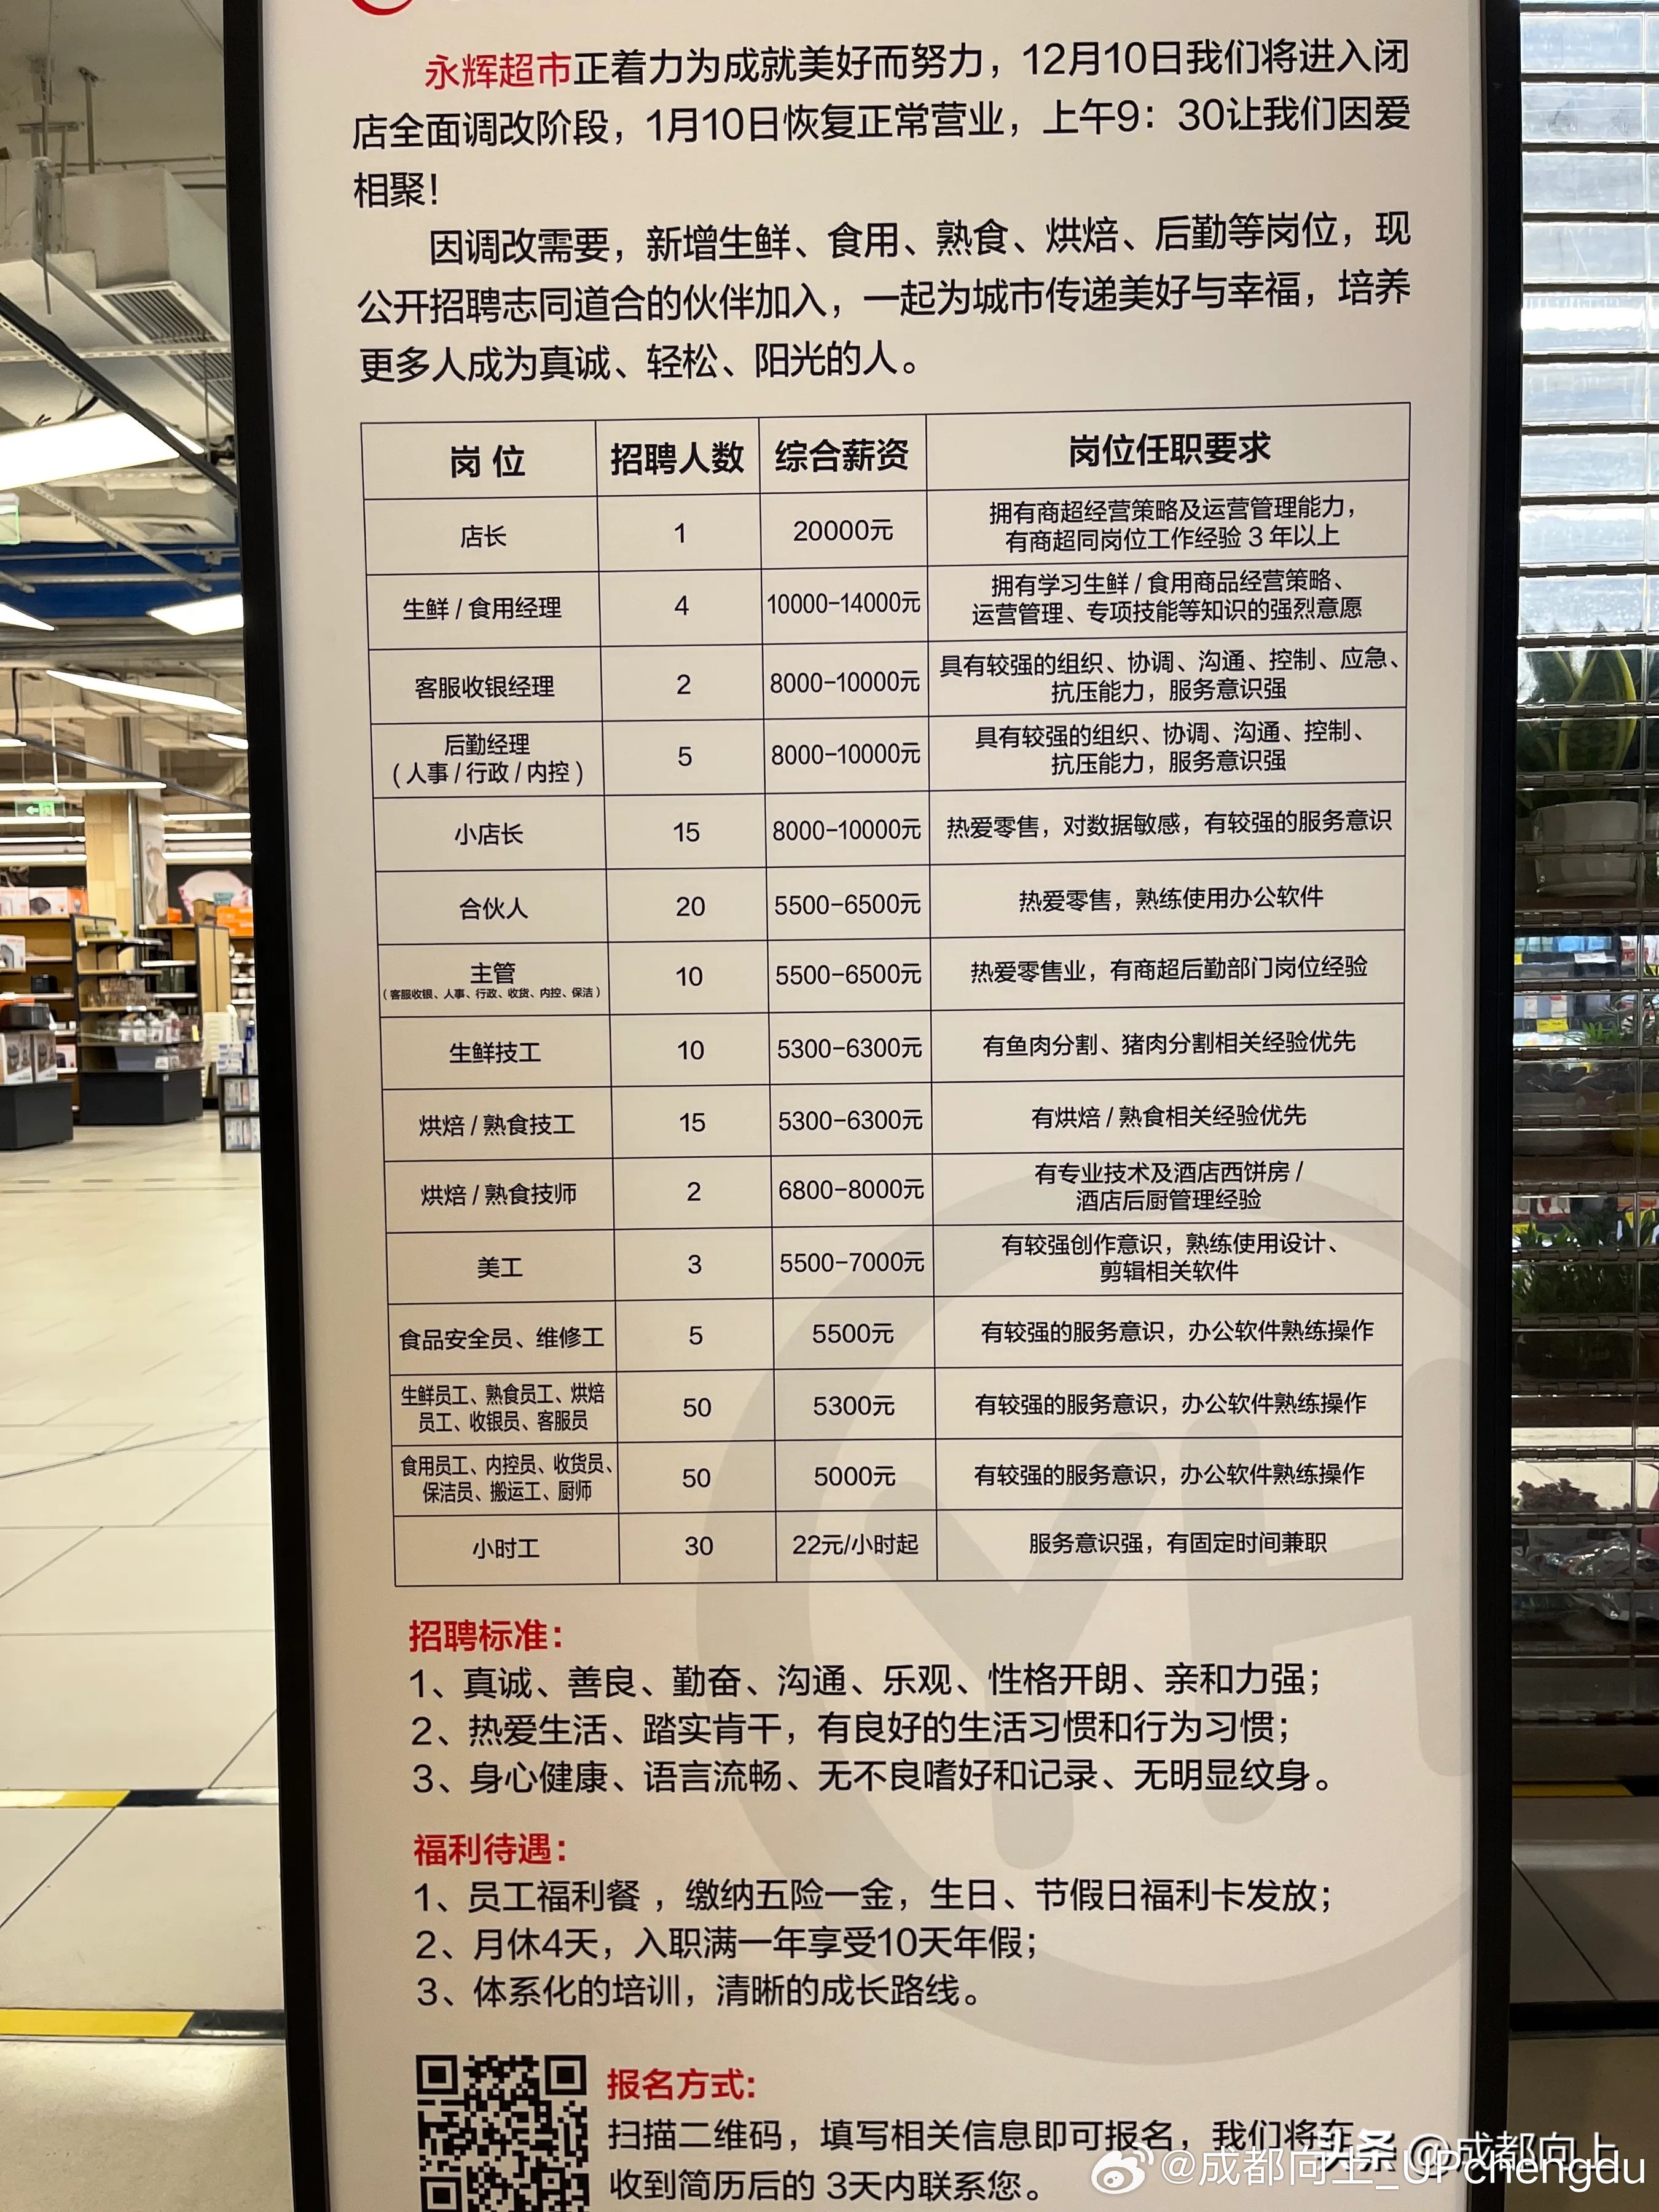 永辉超市正着力为成就美好而努力，12月10日我们将进入闭
店全面调改阶段，1月10日恢复正常营业，上午9：30让我们因爱
相聚！
因调改需要，新增生鲜、食用、熟食、烘焙、后勤等岗位，现
公开招聘志同道合的伙伴加入，一起为城市传递美好与幸福，培养
更多人成为真诚、轻松、阳光的人。
岗位 招聘人数 综合薪资 岗位任职要求
店长 1 20000元 拥有商超经营策略及运营管理能力，
有商超同岗位工作经验 3 年以上
生鲜 / 食用经理 4 10000-14000元 拥有学习生鲜 / 食用商品经营策略、
运营管理、专项技能等知识的强烈意愿
客服收银经理 2 8000-10000元 具有较强的组织、协调、沟通、控制、应急、
抗压能力，服务意识强
后勤经理
（人事 / 行政 / 内控） 5 8000-10000元 具有较强的组织、协调、沟通、控制、
抗压能力，服务意识强
小店长 15 8000-10000元 热爱零售，对数据敏感，有较强的服务意识
合伙人 20 5500-6500元 热爱零售，熟练使用办公软件
主管
（客服收银、人事、行政、收货、内控、保洁） 10 5500-6500元 热爱零售业，有商超后勤部门岗位经验
生鲜技工 10 5300-6300元 有鱼肉分割、猪肉分割相关经验优先
烘焙 / 熟食技工 15 5300-6300元 有烘焙 / 熟食相关经验优先
烘焙 / 熟食技师 2 6800-8000元 有专业技术及酒店西饼房 /
酒店后厨管理经验
美工 3 5500-7000元 有较强创作意识，熟练使用设计、
剪辑相关软件
食品安全员、维修工 5 5500元 有较强的服务意识，办公软件熟练操作
生鲜员工、熟食员工、烘焙
员工、收银员、客服员 50 5300元 有较强的服务意识，办公软件熟练操作
食用员工、内控员、收货员、
保洁员、搬运工、厨师 50 5000元 有较强的服务意识，办公软件熟练操作
小时工 30 22元/小时起 服务意识强，有固定时间兼职
招聘标准：
1、真诚、善良、勤奋、沟通、乐观、性格开朗、亲和力强；
2、热爱生活、踏实肯干，有良好的生活习惯和行为习惯；
3、身心健康、语言流畅、无不良嗜好和记录、无明显纹身。
福利待遇：
1、员工福利餐 ，缴纳五险一金，生日、节假日福利卡发放；
2、月休4天，入职满一年享受10天年假；
3、体系化的培训，清晰的成长路线。
报名方式：
扫描二维码，填写相关信息即可报名，我们将在
收到简历后的 3天内联系您。
YH
头条 @成都向上
@成都向上_UPchengdu